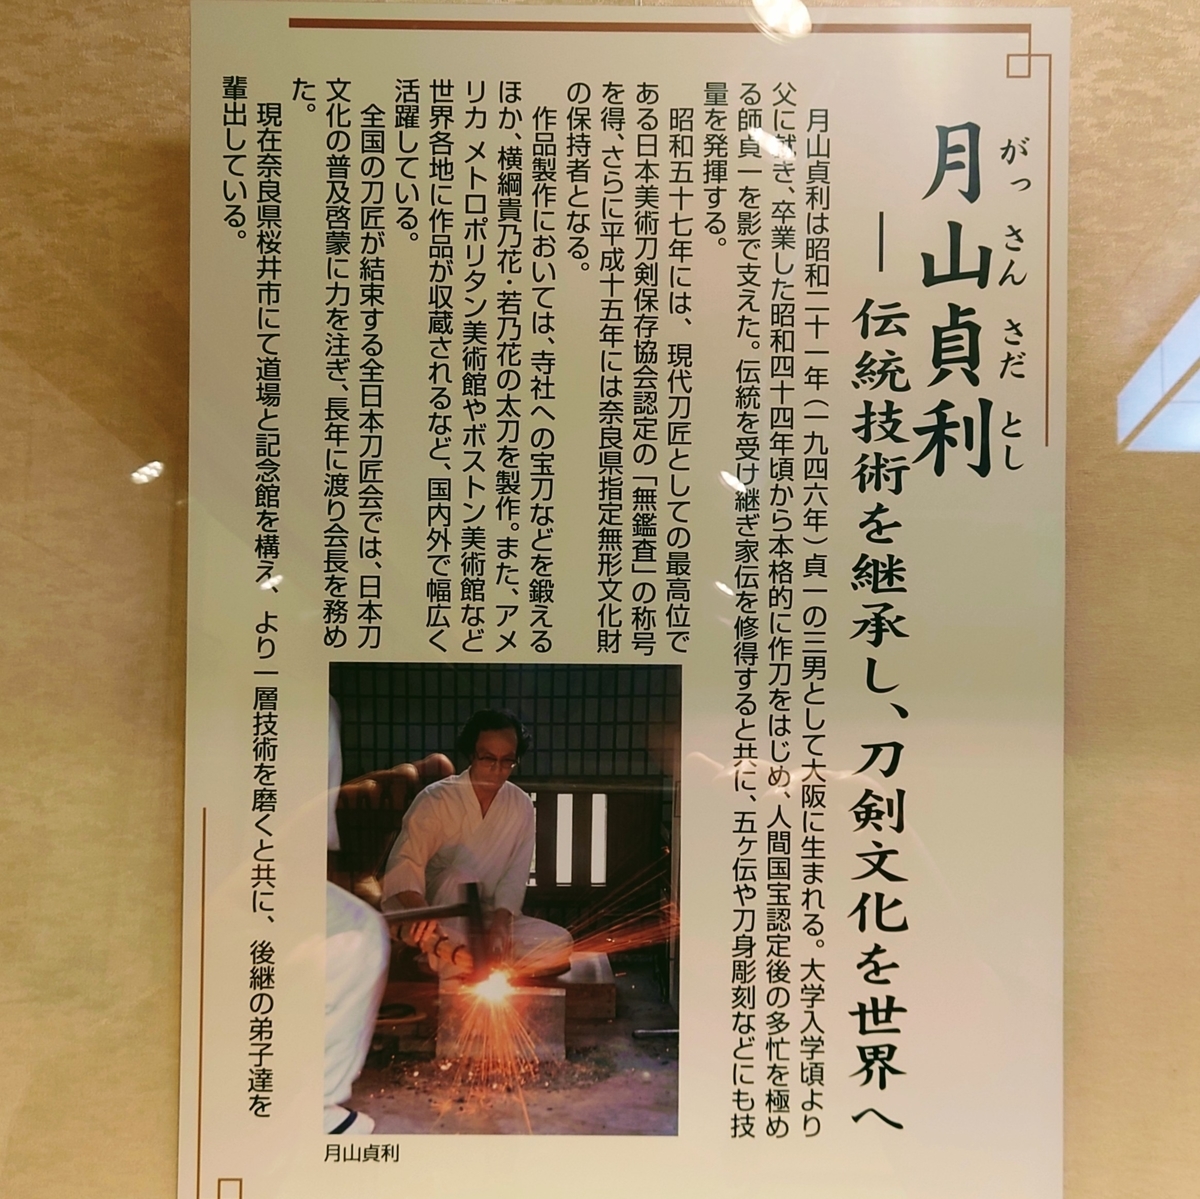 がっさん さだとし
月山貞利
―伝統技術を継承し、刀剣文化を世界へ
月山貞利は昭和二十一年（一九四六年）貞一の三男として大阪に生まれる。大学入学頃より
父に就き、卒業した昭和四十四年頃から本格的に作刀をはじめ、人間国宝認定後の多忙を極め
る師貞一を影で支えた。伝統を受け継ぎ家伝を修得すると共に、五ヶ伝や刀身彫刻などにも技
量を発揮する。
昭和五十七年には、現代刀匠としての最高位で
ある日本美術刀剣保存協会認定の「無鑑査」の称号
を得、さらに平成十五年には奈良県指定無形文化財
の保持者となる。
作品製作においては、寺社への宝刀などを鍛える
ほか、横綱貴乃花・若乃花の太刀を製作。また、アメ
リカ メトロポリタン美術館やボストン美術館など
世界各地に作品が収蔵されるなど、国内外で幅広く
活躍している。
全国の刀匠が結束する全日本刀匠会では、日本刀
文化の普及啓蒙に力を注ぎ、長年に渡り会長を務め
た。
現在奈良県桜井市にて道場と記念館を構え、より一層技術を磨くと共に、後継の弟子達を
輩出している。
月山貞利